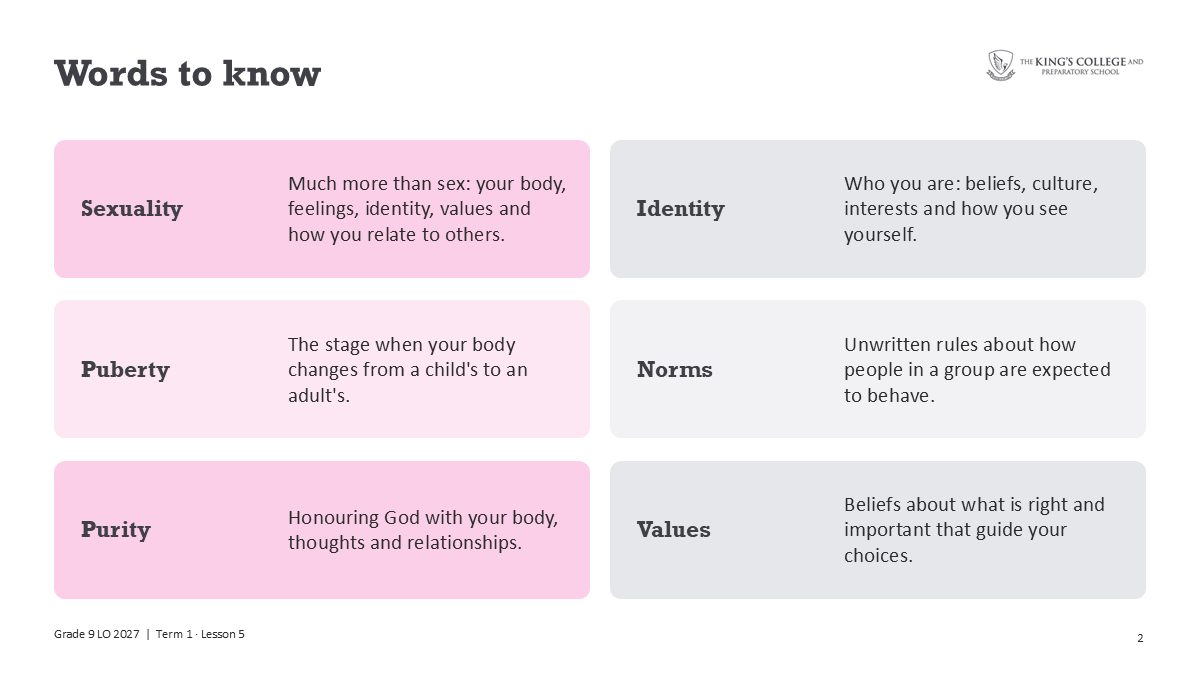 Words to know
THE KING'S COLLEGE AND
PREPARATORY SCHOOL
Sexuality
Much more than sex: your body,
feelings, identity, values and
how you relate to others.
Identity
Who you are: beliefs, culture,
interests and how you see
yourself.
Puberty
The stage when your body
changes from a child's to an
adult's.
Norms
Unwritten rules about how
people in a group are expected
to behave.
Purity
Honouring God with your body,
thoughts and relationships.
Values
Beliefs about what is right and
important that guide your
choices.
Grade 9 LO 2027 | Term 1 · Lesson 5
2